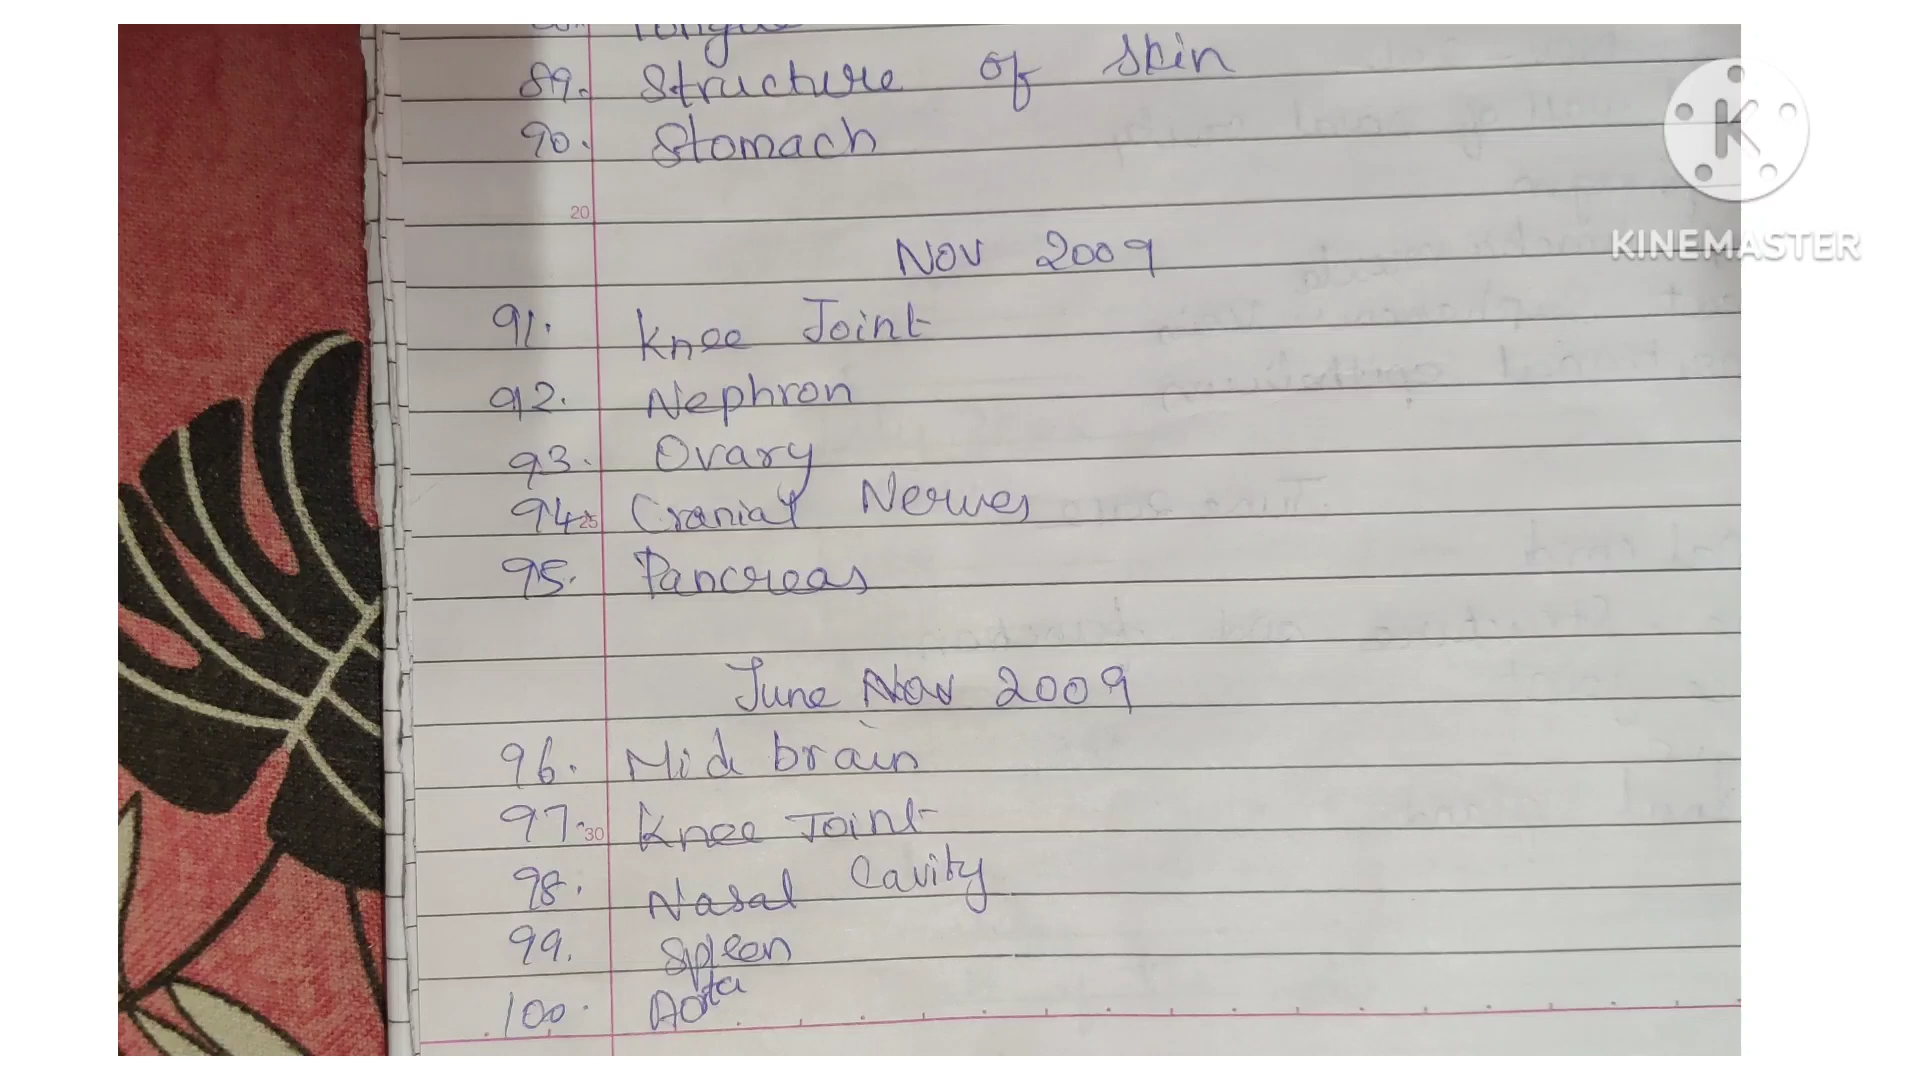 Tongue
89. Structure of Skin
90. Stomach
20
Nov 2009
91. Knee Joint
92. Nephron
93. Ovary
94. Cranial Nerves
25
95. Pancreas
June Nov 2009
96. Mid brain
97. Knee Joint
30
98. Nasal Cavity
99. Spleen
100. Aorta
K
KINEMASTER